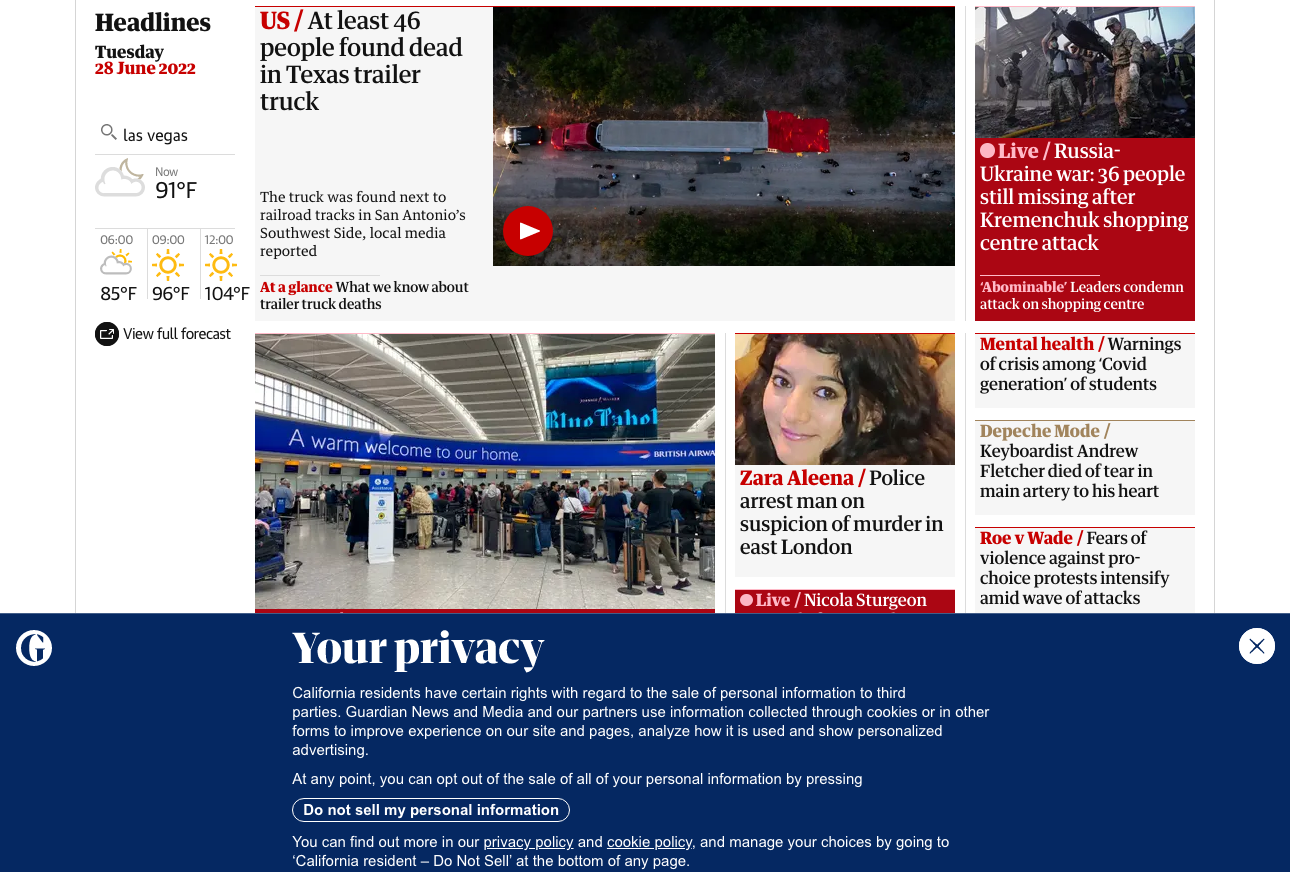 Headlines
Tuesday
28 June 2022
las vegas
Now
91°F
06:00
09:00
12:00
85°F
96°F
104°F
View full forecast
US / At least 46
people found dead
in Texas trailer
truck
The truck was found next to
railroad tracks in San Antonio’s
Southwest Side, local media
reported
At a glance What we know about
trailer truck deaths
Live / Russia-
Ukraine war: 36 people
still missing after
Kremenchuk shopping
centre attack
‘Abominable’ Leaders condemn
attack on shopping centre
A warm welcome to our home.
BRITISH AIRWA
Zara Aleena / Police
arrest man on
suspicion of murder in
east London
Live / Nicola Sturgeon
Mental health / Warnings
of crisis among ‘Covid
generation’ of students
Depeche Mode /
Keyboardist Andrew
Fletcher died of tear in
main artery to his heart
Roe v Wade / Fears of
violence against pro-
choice protests intensify
amid wave of attacks
Your privacy
California residents have certain rights with regard to the sale of personal information to third
parties. Guardian News and Media and our partners use information collected through cookies or in other
forms to improve experience on our site and pages, analyze how it is used and show personalized
advertising.
At any point, you can opt out of the sale of all of your personal information by pressing
Do not sell my personal information
You can find out more in our privacy policy and cookie policy, and manage your choices by going to
‘California resident – Do Not Sell’ at the bottom of any page.